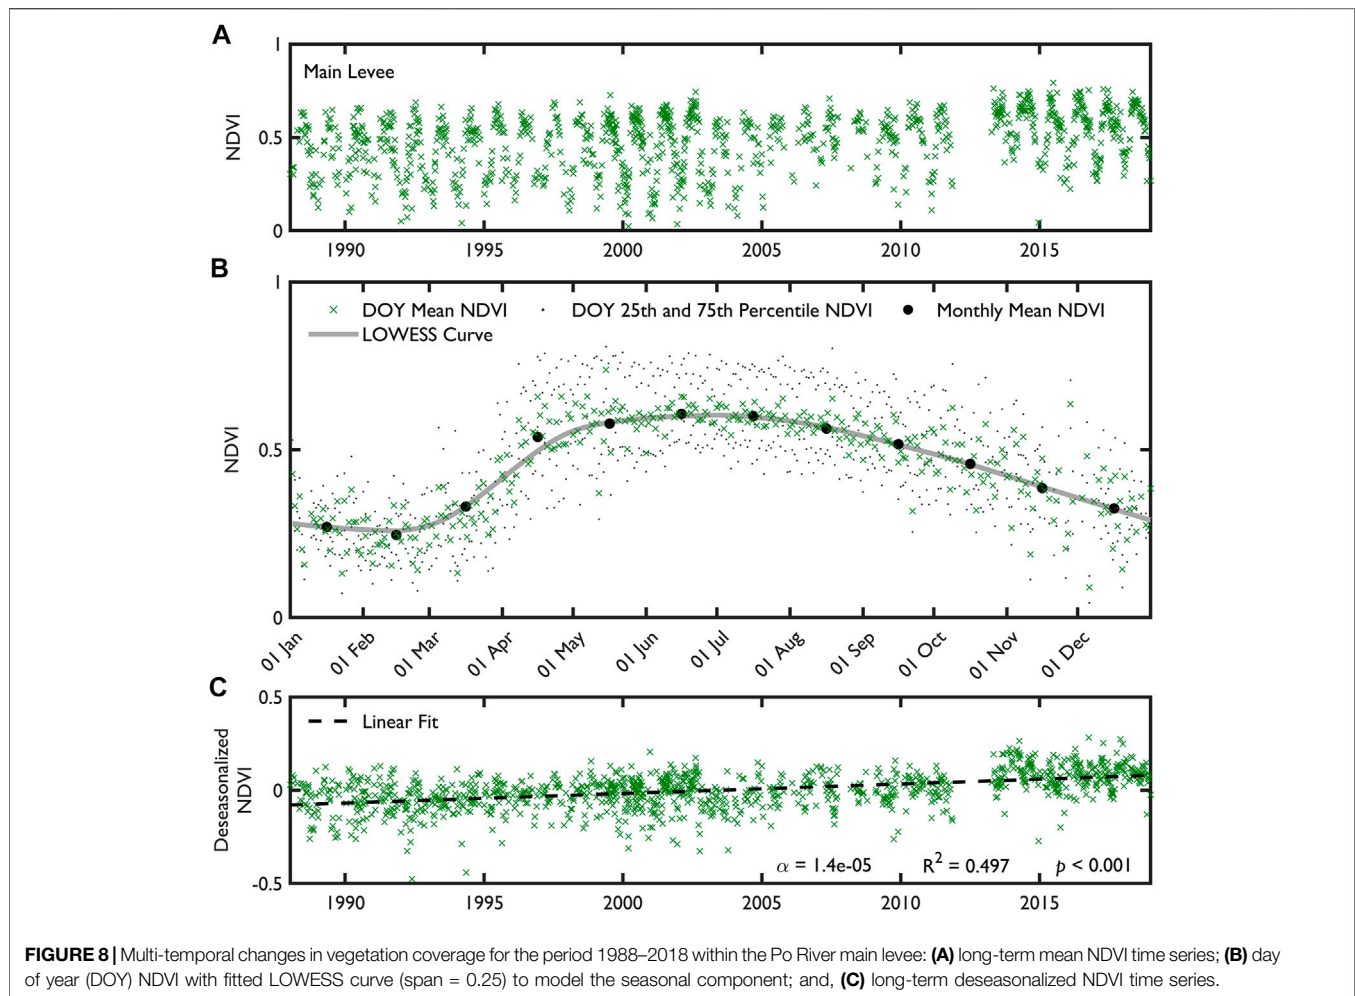 A
1
Main Levee
NDVI
0.5
0
1990 1995 2000 2005 2010 2015
B
1
DOY Mean NDVI DOY 25th and 75th Percentile NDVI Monthly Mean NDVI
LOWESS Curve
NDVI
0.5
0
01 Jan 01 Feb 01 Mar 01 Apr 01 May 01 Jun 01 Jul 01 Aug 01 Sep 01 Oct 01 Nov 01 Dec
C
0.5
Linear Fit
Deseasonalized
NDVI
0
α = 1.4e-05 R² = 0.497 p < 0.001
-0.5
1990 1995 2000 2005 2010 2015
FIGURE 8 | Multi-temporal changes in vegetation coverage for the period 1988–2018 within the Po River main levee: (A) long-term mean NDVI time series; (B) day
of year (DOY) NDVI with fitted LOWESS curve (span = 0.25) to model the seasonal component; and, (C) long-term deseasonalized NDVI time series.